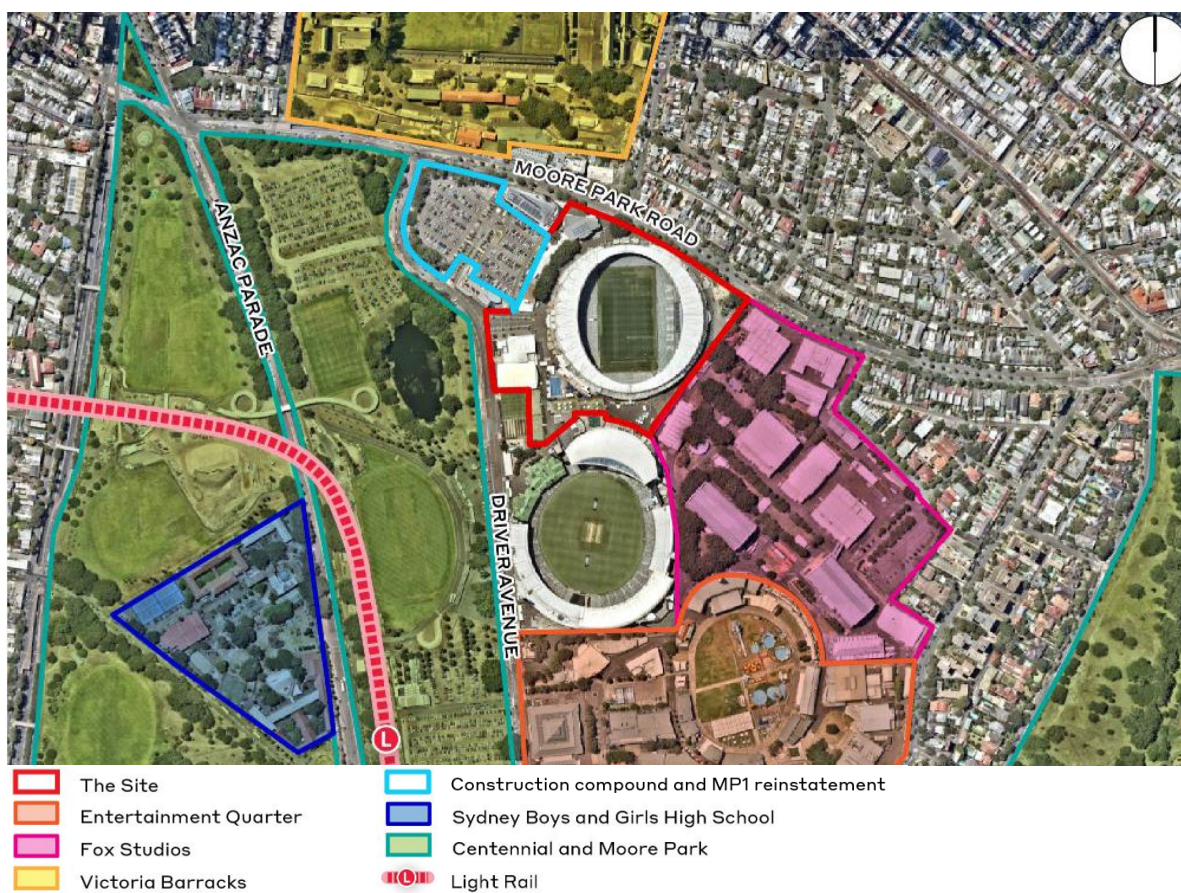 MOORE PARK ROAD
ANZAC PARADE
DRIVER AVENUE
L
The Site
Entertainment Quarter
Fox Studios
Victoria Barracks
Construction compound and MP1 reinstatement
Sydney Boys and Girls High School
Centennial and Moore Park
L Light Rail